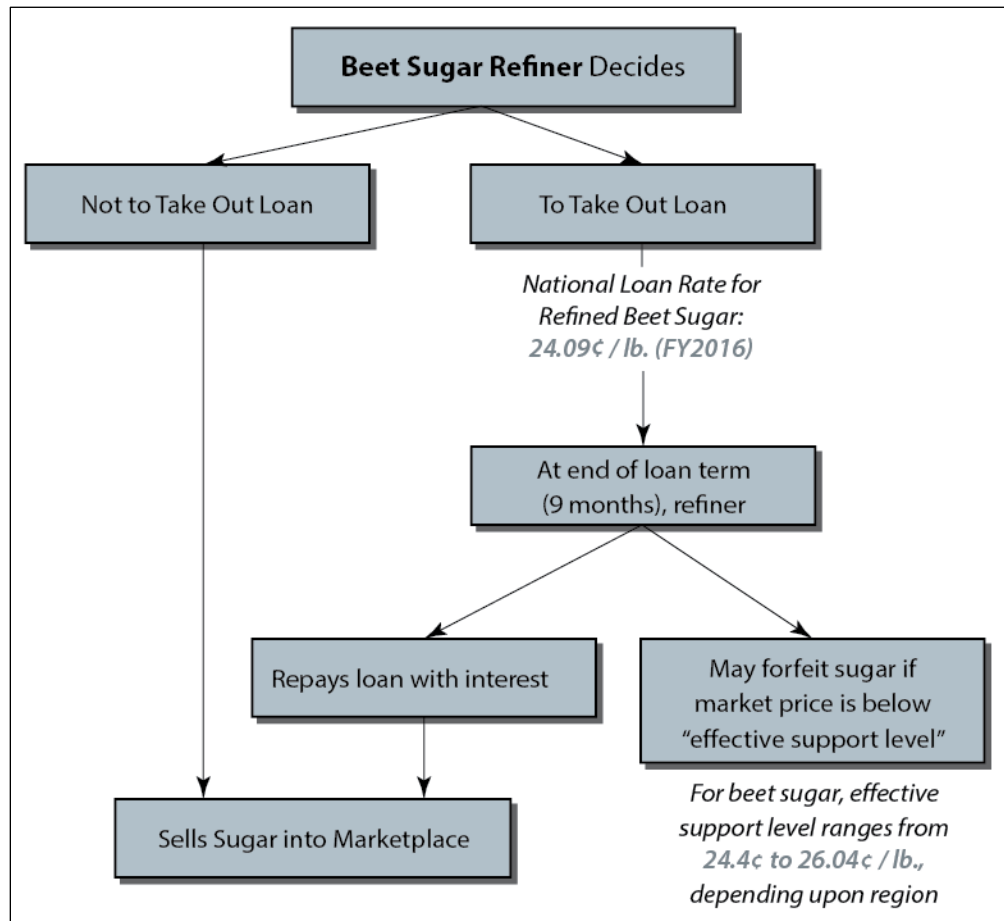 Beet Sugar Refiner Decides
Not to Take Out Loan
To Take Out Loan
National Loan Rate for
Refined Beet Sugar:
24.09¢ / lb. (FY2016)
At end of loan term
(9 months), refiner
Repays loan with interest
May forfeit sugar if
market price is below
“effective support level”
Sells Sugar into Marketplace
For beet sugar, effective
support level ranges from
24.4¢ to 26.04¢ / lb.,
depending upon region